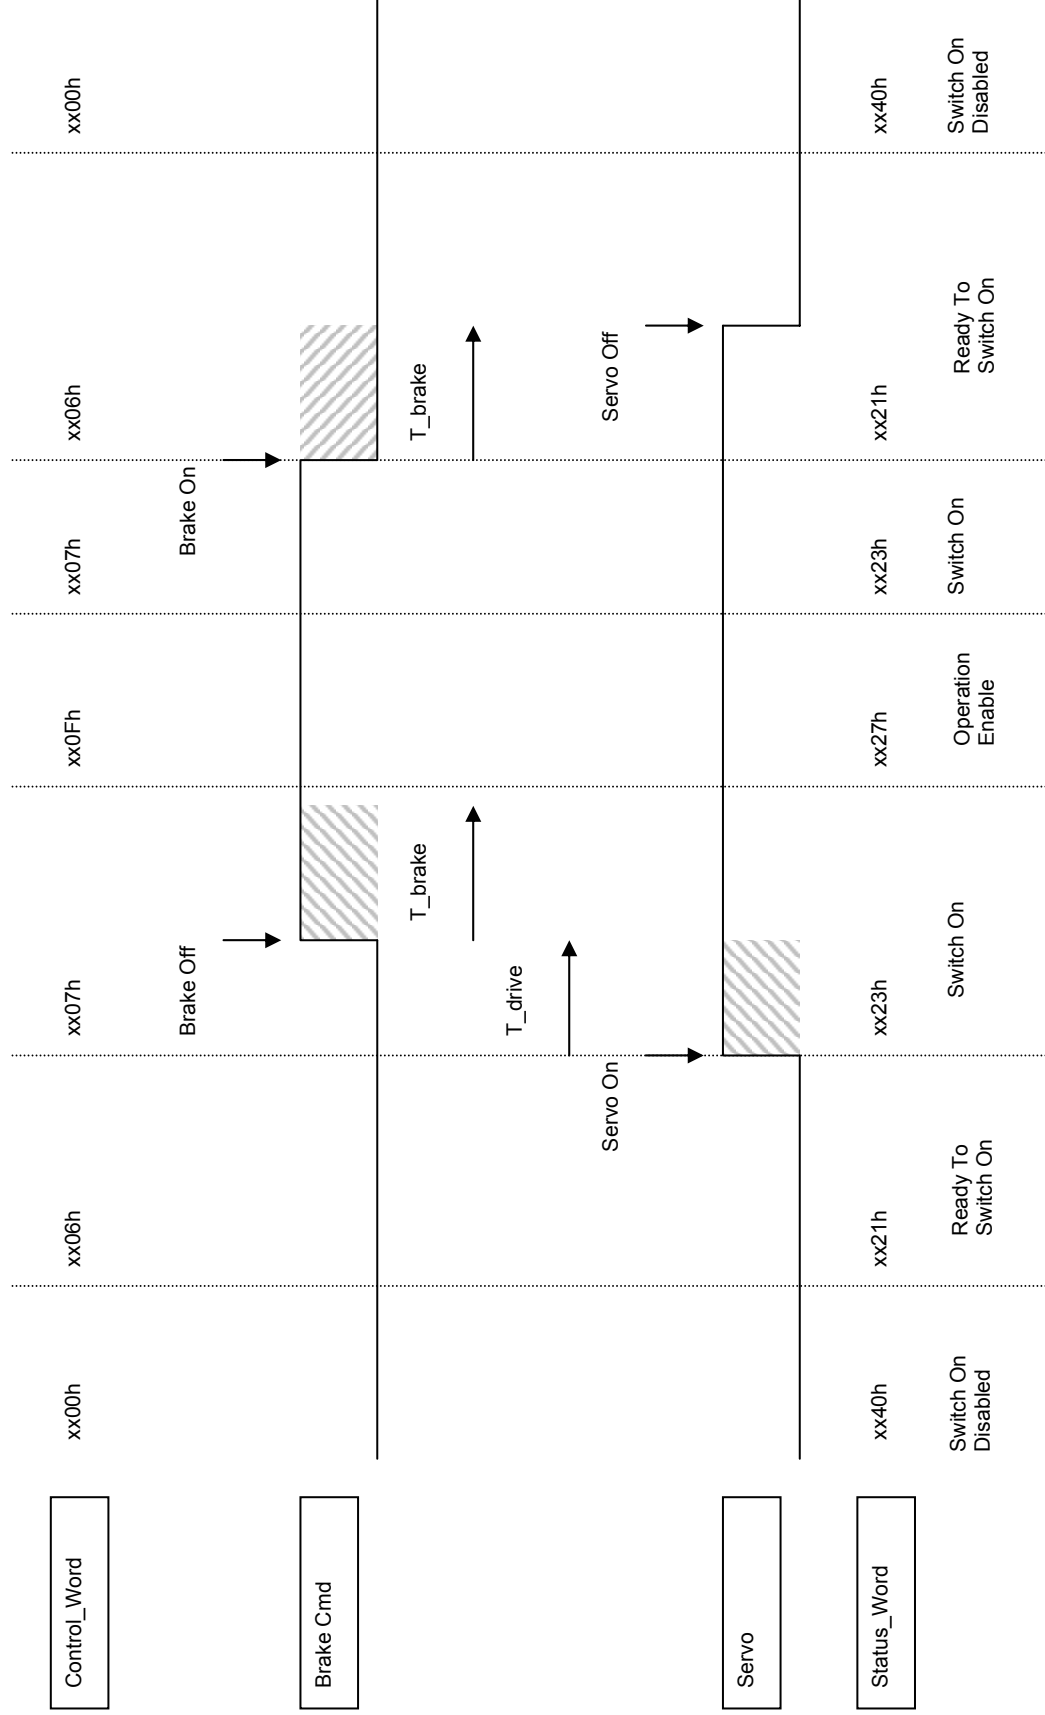 Control_Word
xx00h
xx06h
xx07h
xx0Fh
xx07h
xx06h
xx00h
Brake Off
Brake On
Brake Cmd
T_brake
T_brake
T_drive
Servo On
Servo Off
Servo
Status_Word
xx40h
xx21h
xx23h
xx27h
xx23h
xx21h
xx40h
Switch On
Disabled
Ready To
Switch On
Switch On
Operation
Enable
Switch On
Ready To
Switch On
Switch On
Disabled